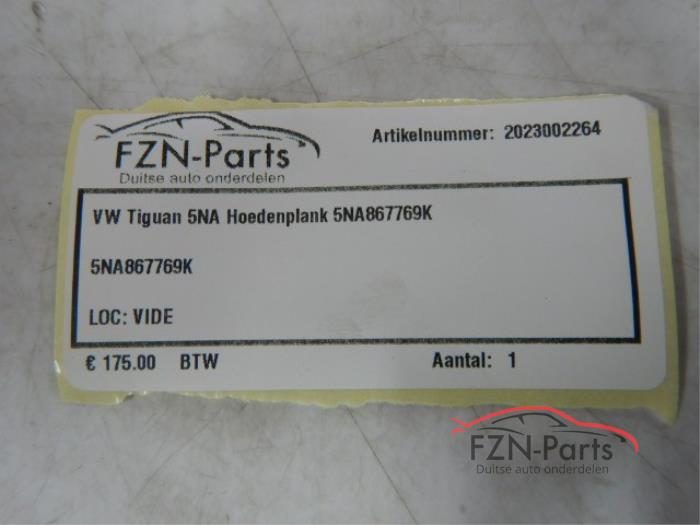 FZN-Parts
Duitse auto onderdelen
Artikelnummer: 2023002264
VW Tiguan 5NA Hoedenplank 5NA867769K
5NA867769K
LOC: VIDE
€ 175.00 BTW Aantal: 1
FZN-Parts
Duitse auto onderdelen